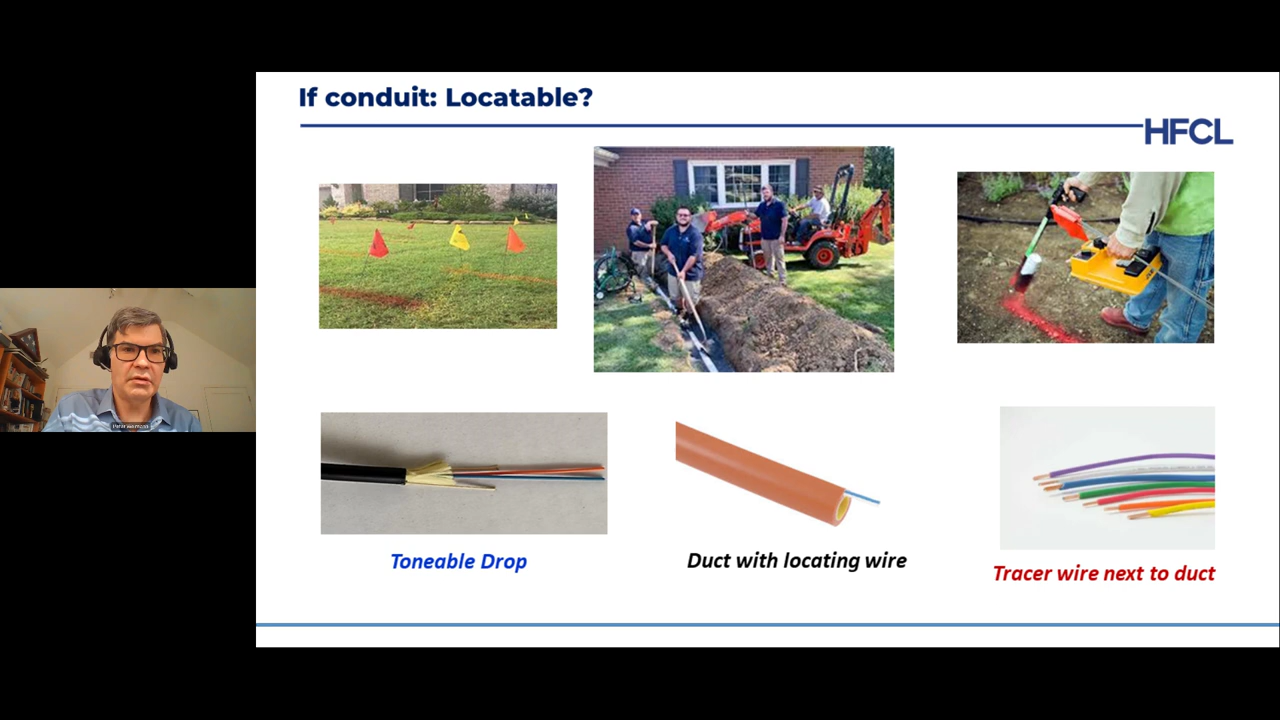 If conduit: Locatable?
HFCL
Toneable Drop
Duct with locating wire
Tracer wire next to duct